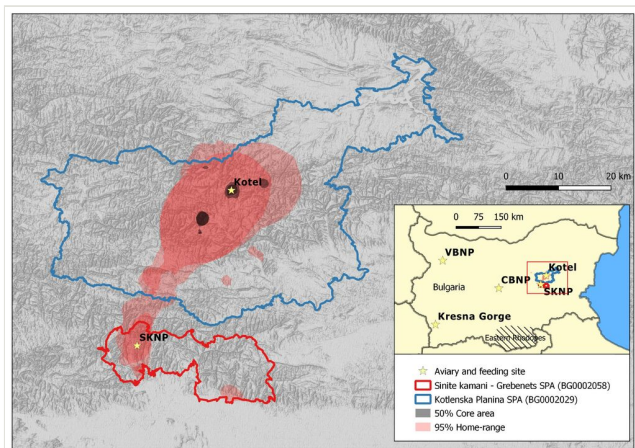 Kotel
0 10 20 km
SKNP
0 75 150 km
VBNP
Kotel
CBNP
SKNP
Bulgaria
Kresna Gorge
Eastern Rhodopes
Aviary and feeding site
Sinite kamani - Grebenets SPA (BG0002058)
Kotlenska Planina SPA (BG0002029)
50% Core area
95% Home-range